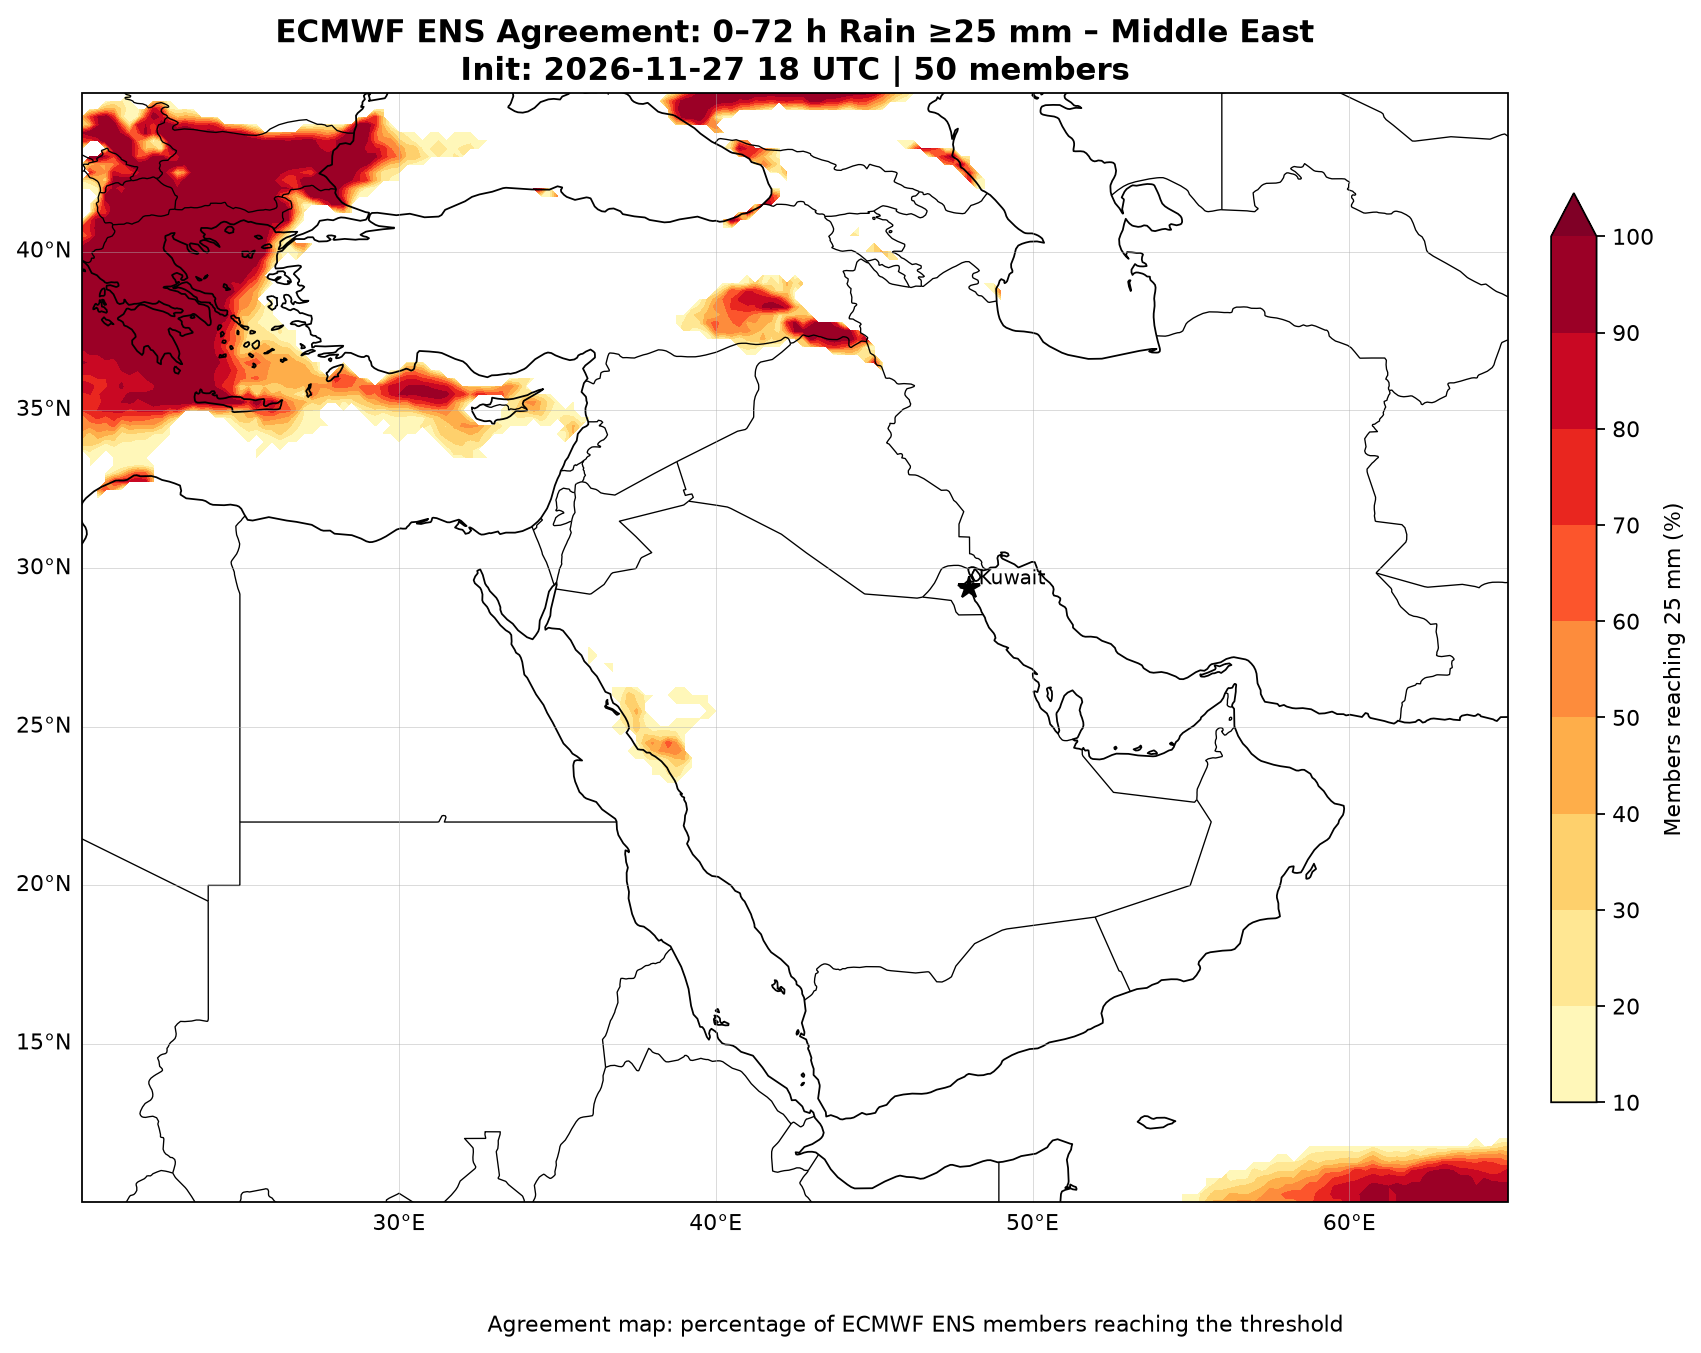 ECMWF ENS Agreement: 0–72 h Rain ≥25 mm – Middle East
Init: 2026-11-27 18 UTC | 50 members
40°N
35°N
30°N
25°N
20°N
15°N
30°E
40°E
50°E
60°E
Kuwait
100
90
80
70
60
50
40
30
20
10
Members reaching 25 mm (%)
Agreement map: percentage of ECMWF ENS members reaching the threshold